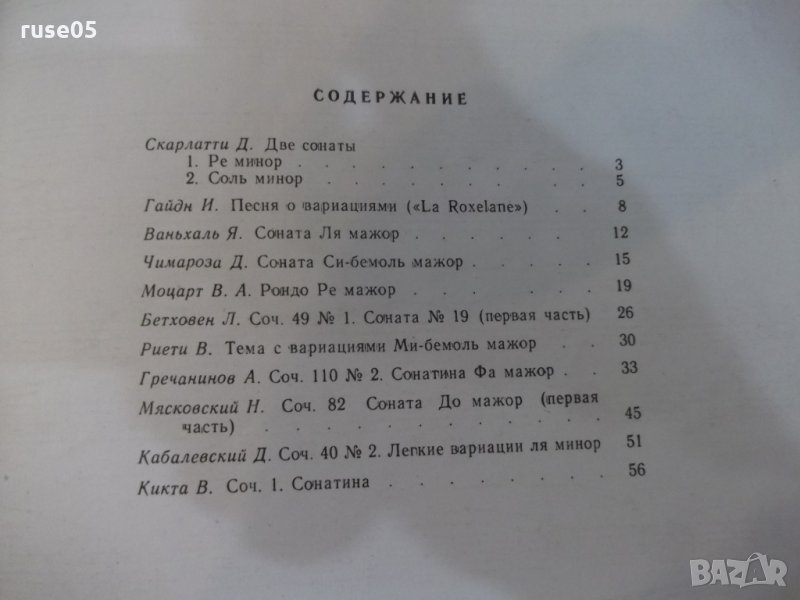 ruse05
СОДЕРЖАНИЕ
Скарлатти Д. Две сонаты
1. Ре минор . . . . . . . . . . . 3
2. Соль минор . . . . . . . . . . 5
Гайдн И. Песня о вариациями («La Roxelane») . . 8
Ваньхаль Я. Соната Ля мажор . . . . . . 12
Чимароза Д. Соната Си-бемоль мажор . . . . 15
Моцарт В. А. Рондо Ре мажор . . . . . . 19
Бетховен Л. Соч. 49 № 1. Соната № 19 (первая часть) 26
Риети В. Тема с вариациями Ми-бемоль мажор . . 30
Гречанинов А. Соч. 110 № 2. Сонатина Фа мажор . . 33
Мясковский Н. Соч. 82 Соната До мажор (первая
часть) . . . . . . . . . . . . 45
Кабалевский Д. Соч. 40 № 2. Легкие вариации ля минор 51
Кикта В. Соч. 1. Сонатина . . . . . . . 56
BAZAR